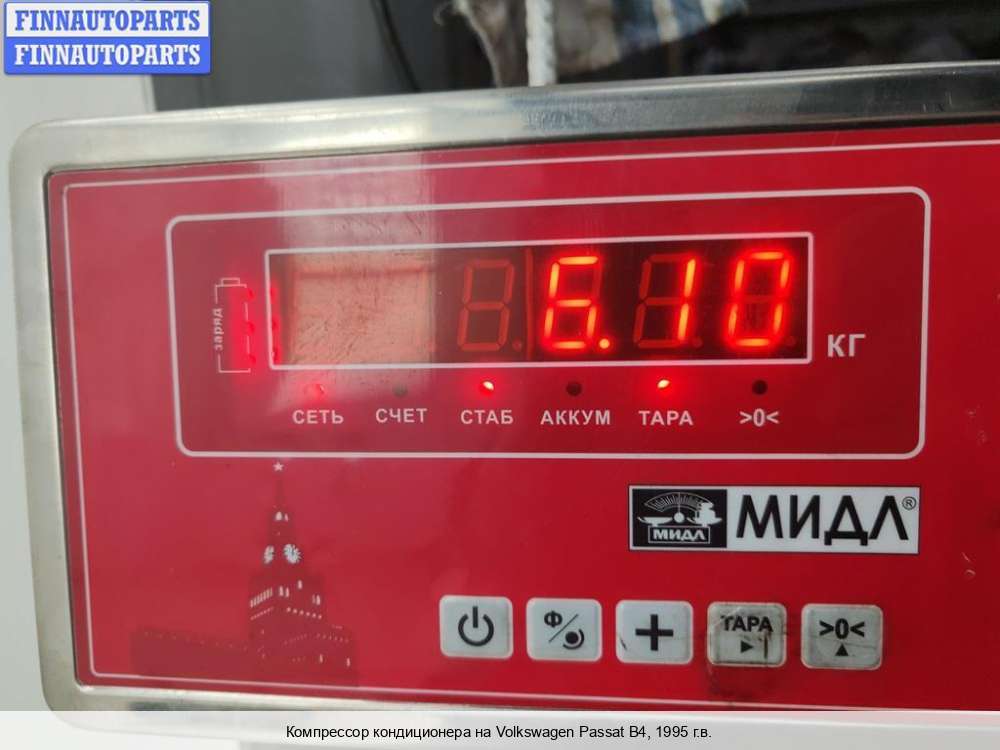 FINNAUTOPARTS
FINNAUTOPARTS
заряд
6.10
КГ
СЕТЬ СЧЕТ СТАБ АККУМ ТАРА >0<
МИДЛ
МИДЛ®
Ф/
+
ТАРА
>0<
Компрессор кондиционера на Volkswagen Passat B4, 1995 г.в.